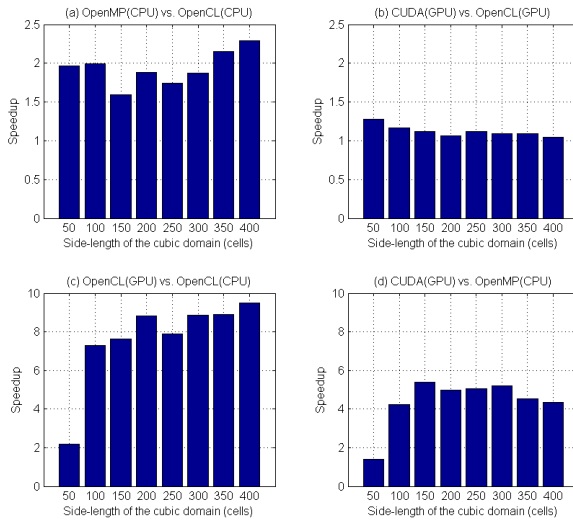 (a) OpenMP(CPU) vs. OpenCL(CPU)
2.5
2
1.5
1
0.5
0
Speedup
50 100 150 200 250 300 350 400
Side-length of the cubic domain (cells)
(b) CUDA(GPU) vs. OpenCL(GPU)
2.5
2
1.5
1
0.5
0
Speedup
50 100 150 200 250 300 350 400
Side-length of the cubic domain (cells)
(c) OpenCL(GPU) vs. OpenCL(CPU)
10
8
6
4
2
0
Speedup
50 100 150 200 250 300 350 400
Side-length of the cubic domain (cells)
(d) CUDA(GPU) vs. OpenMP(CPU)
10
8
6
4
2
0
Speedup
50 100 150 200 250 300 350 400
Side-length of the cubic domain (cells)